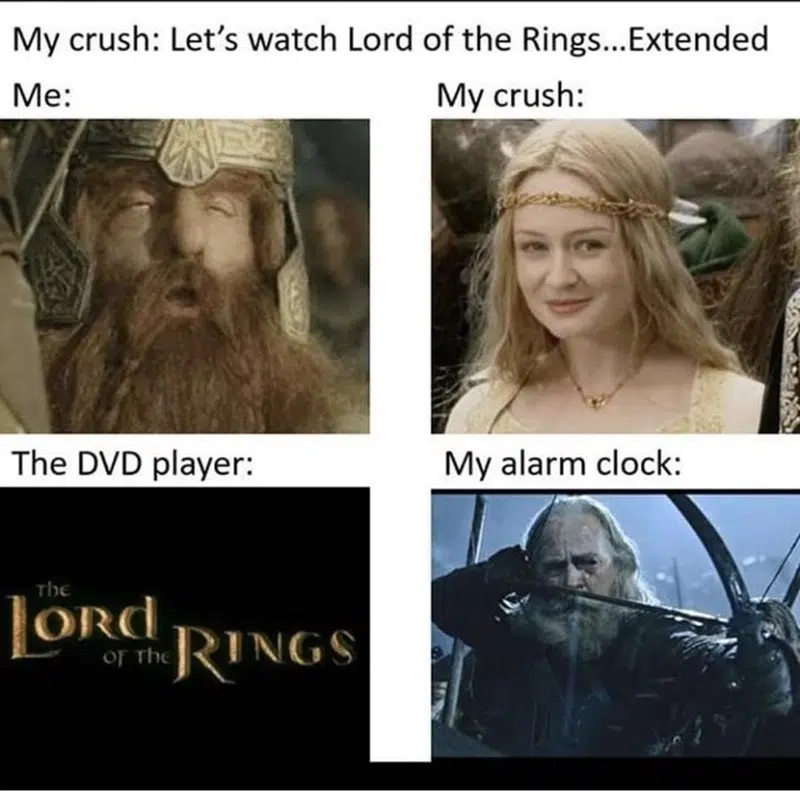 My crush: Let's watch Lord of the Rings...Extended
Me:
My crush:
The DVD player:
My alarm clock:
The
LORD
OF THE RINGS